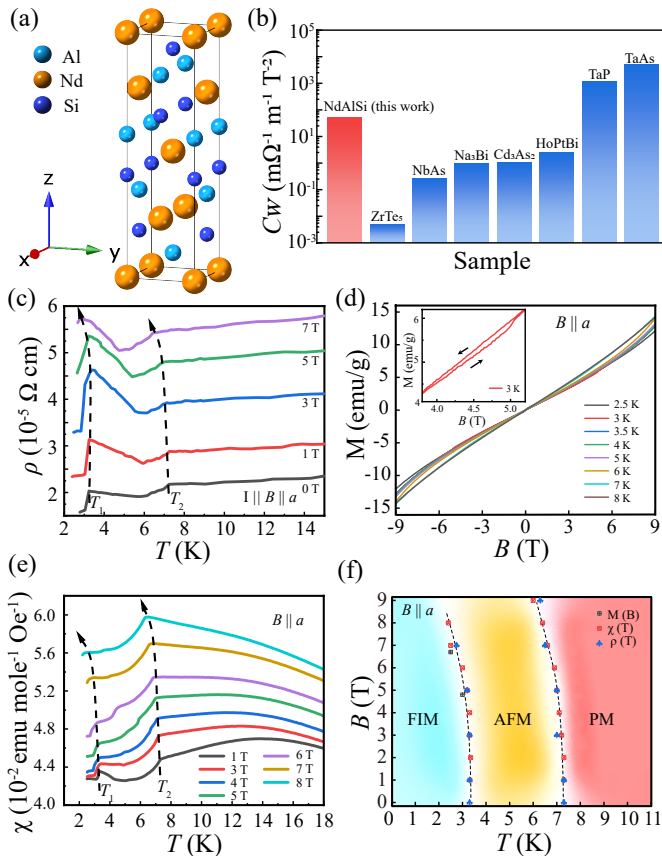 (a)
Al
Nd
Si
z
x
y
(b)
10⁵
10³
10¹
10⁻¹
10⁻³
Cw (mΩ⁻¹ m⁻¹ T⁻²)
NdAlSi (this work)
ZrTe₅
NbAs
Na₃Bi
Cd₃As₂
HoPtBi
TaP
TaAs
Sample
(c)
ρ (10⁻⁵ Ω cm)
6
5
4
3
2
7 T
5 T
3 T
1 T
0 T
T₁
T₂
I || B || a
2 4 6 8 10 12 14
T (K)
(d)
M (emu/g)
15
10
5
0
-5
-10
-15
B || a
M (emu/g)
6
5
4
3 K
4.0 4.5 5.0
B (T)
2.5 K
3 K
3.5 K
4 K
5 K
6 K
7 K
8 K
-9 -6 -3 0 3 6 9
B (T)
(e)
χ (10⁻² emu mole⁻¹ Oe⁻¹)
6.0
5.6
5.2
4.8
4.4
4.0
B || a
T₁
T₂
1 T
3 T
4 T
5 T
6 T
7 T
8 T
0 2 4 6 8 10 12 14 16 18
T (K)
(f)
B (T)
9
8
7
6
5
4
3
2
1
0
B || a
M (B)
χ (T)
ρ (T)
FIM
AFM
PM
0 1 2 3 4 5 6 7 8 9 10 11
T (K)